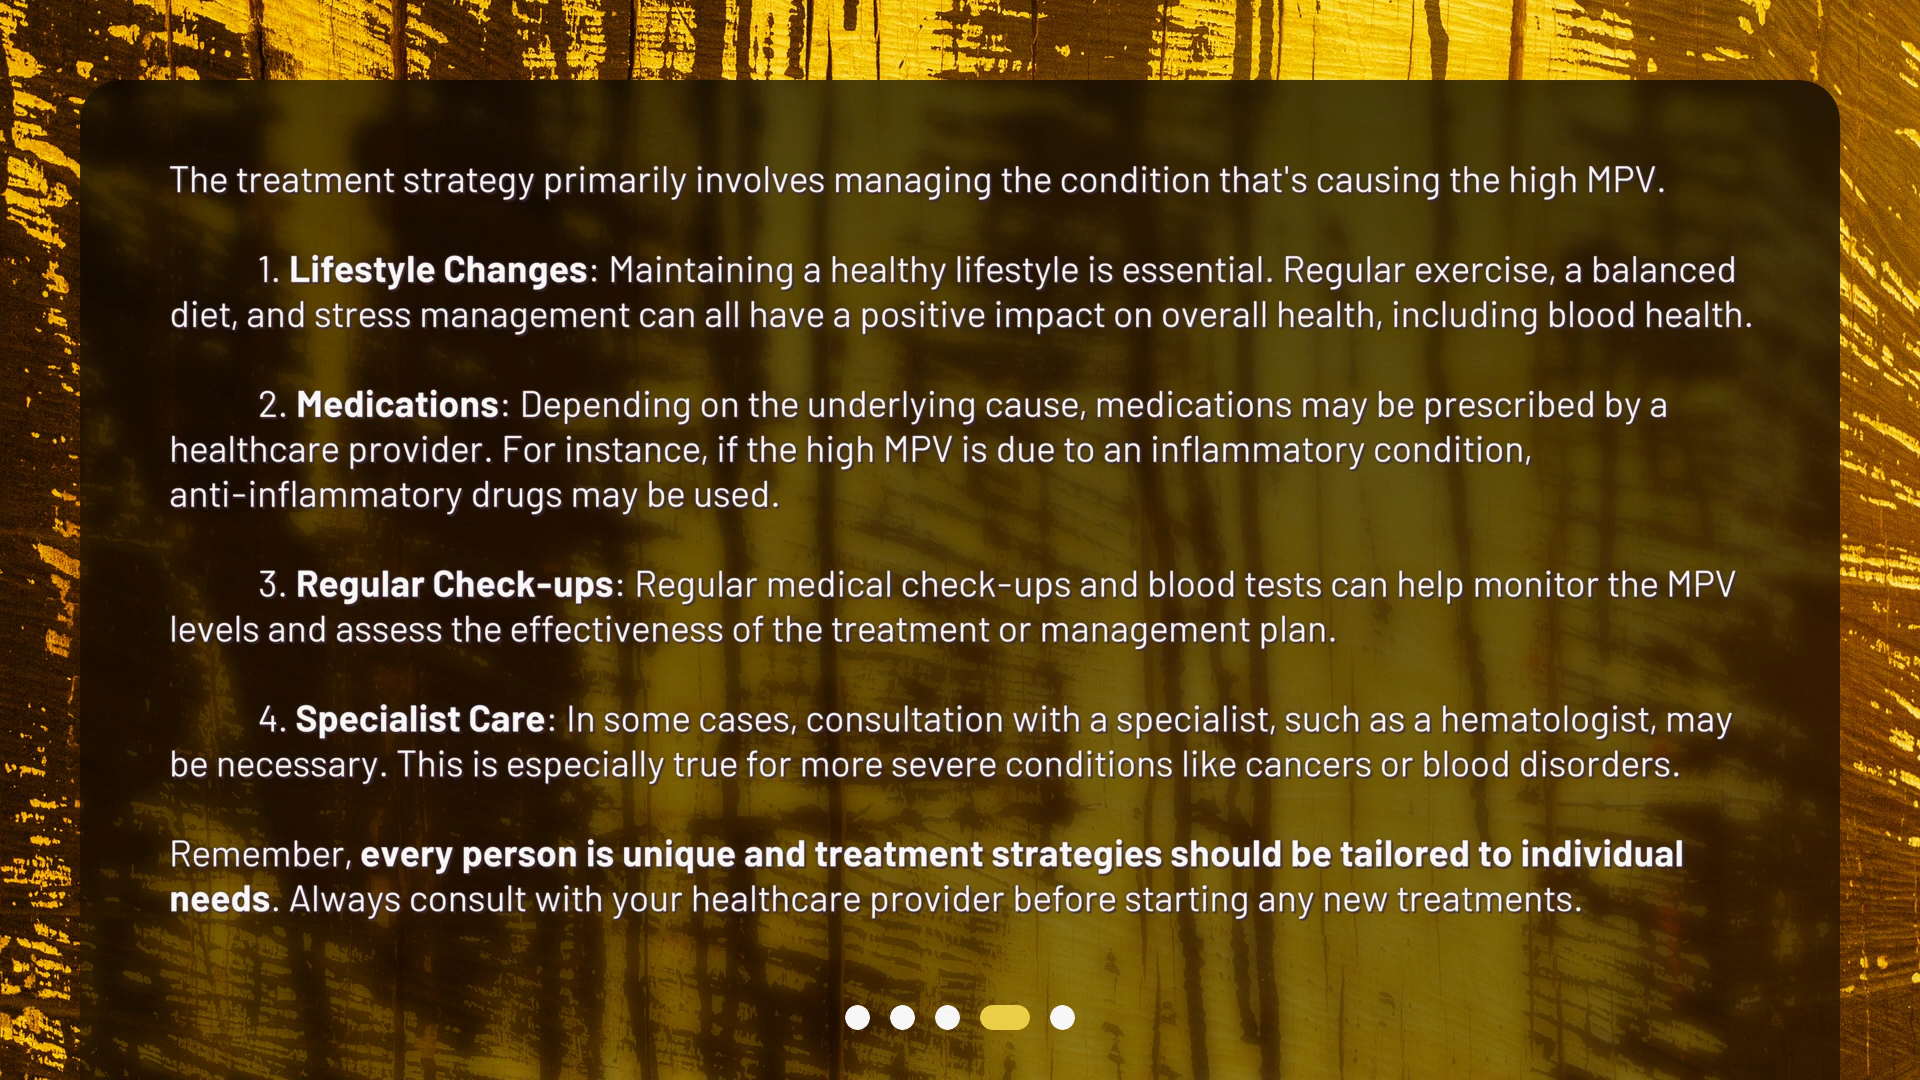 The treatment strategy primarily involves managing the condition that's causing the high MPV.
1. Lifestyle Changes: Maintaining a healthy lifestyle is essential. Regular exercise, a balanced
diet, and stress management can all have a positive impact on overall health, including blood health.
2. Medications: Depending on the underlying cause, medications may be prescribed by a
healthcare provider. For instance, if the high MPV is due to an inflammatory condition,
anti-inflammatory drugs may be used.
3. Regular Check-ups: Regular medical check-ups and blood tests can help monitor the MPV
levels and assess the effectiveness of the treatment or management plan.
4. Specialist Care: In some cases, consultation with a specialist, such as a hematologist, may
be necessary. This is especially true for more severe conditions like cancers or blood disorders.
Remember, every person is unique and treatment strategies should be tailored to individual
needs. Always consult with your healthcare provider before starting any new treatments.